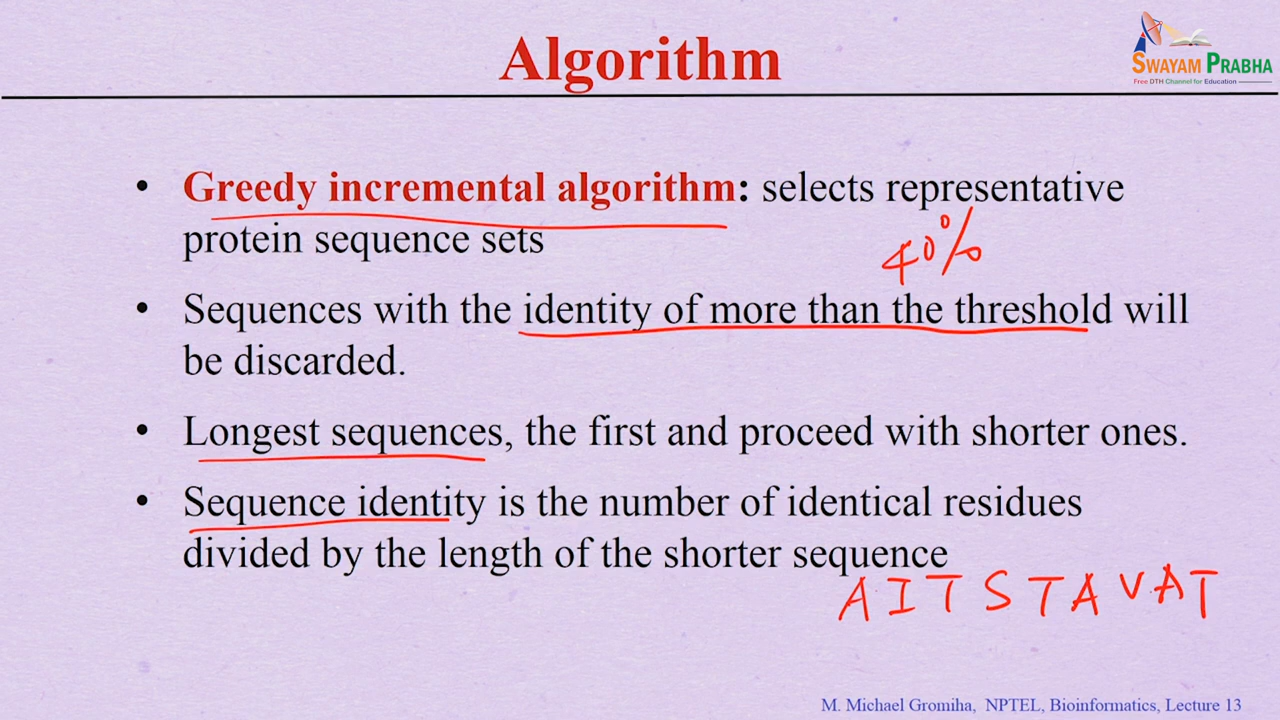 Algorithm
SWAYAM PRABHA
Free DTH Channel for Education
• Greedy incremental algorithm: selects representative
protein sequence sets
40%
• Sequences with the identity of more than the threshold will
be discarded.
• Longest sequences, the first and proceed with shorter ones.
• Sequence identity is the number of identical residues
divided by the length of the shorter sequence
A I T S T A V A T
M. Michael Gromiha, NPTEL, Bioinformatics, Lecture 13